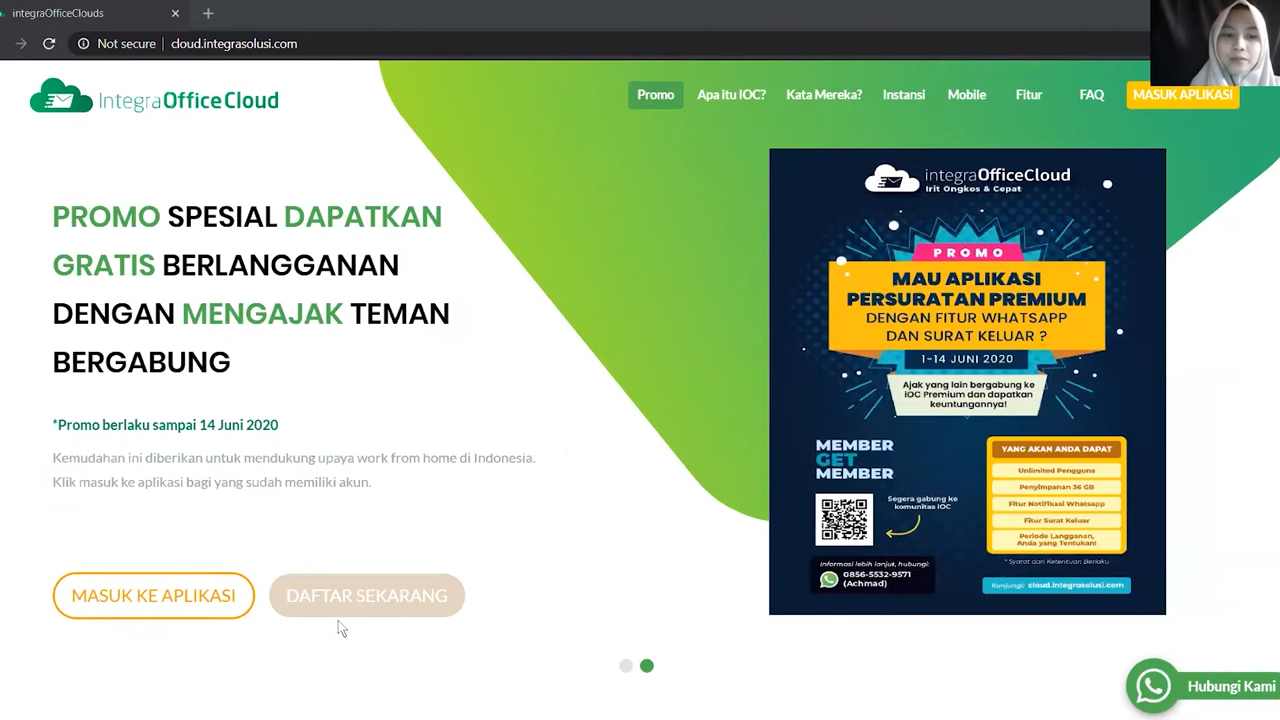 integraOfficeClouds
Not secure
cloud.integrasolusi.com
IntegraOfficeCloud
Promo
Apa itu IOC?
Kata Mereka?
Instansi
Mobile
Fitur
FAQ
MASUK APLIKASI
PROMO SPESIAL DAPATKAN
GRATIS BERLANGGANAN
DENGAN MENGAJAK TEMAN
BERGABUNG
*Promo berlaku sampai 14 Juni 2020
Kemudahan ini diberikan untuk mendukung upaya work from home di Indonesia.
Klik masuk ke aplikasi bagi yang sudah memiliki akun.
MASUK KE APLIKASI
DAFTAR SEKARANG
integraOfficeCloud
Irit Ongkos & Cepat
PROMO
MAU APLIKASI
PERSURATAN PREMIUM
DENGAN FITUR WHATSAPP
DAN SURAT KELUAR ?
1-14 JUNI 2020
Ajak yang lain bergabung ke
IOC Premium dan dapatkan
keuntungannya!
MEMBER
GET
MEMBER
Segera gabung ke
komunitas IOC
Informasi lebih lanjut, hubungi:
0856-5532-9571
(Achmad)
YANG AKAN ANDA DAPAT
Unlimited Pengguna
Penyimpanan 36 GB
Fitur Notifikasi Whatsapp
Fitur Surat Keluar
Periode Langganan,
Anda yang Tentukan!
* Syarat dan Ketentuan Berlaku
Kunjungi: cloud.integrasolusi.com
Hubungi Kami